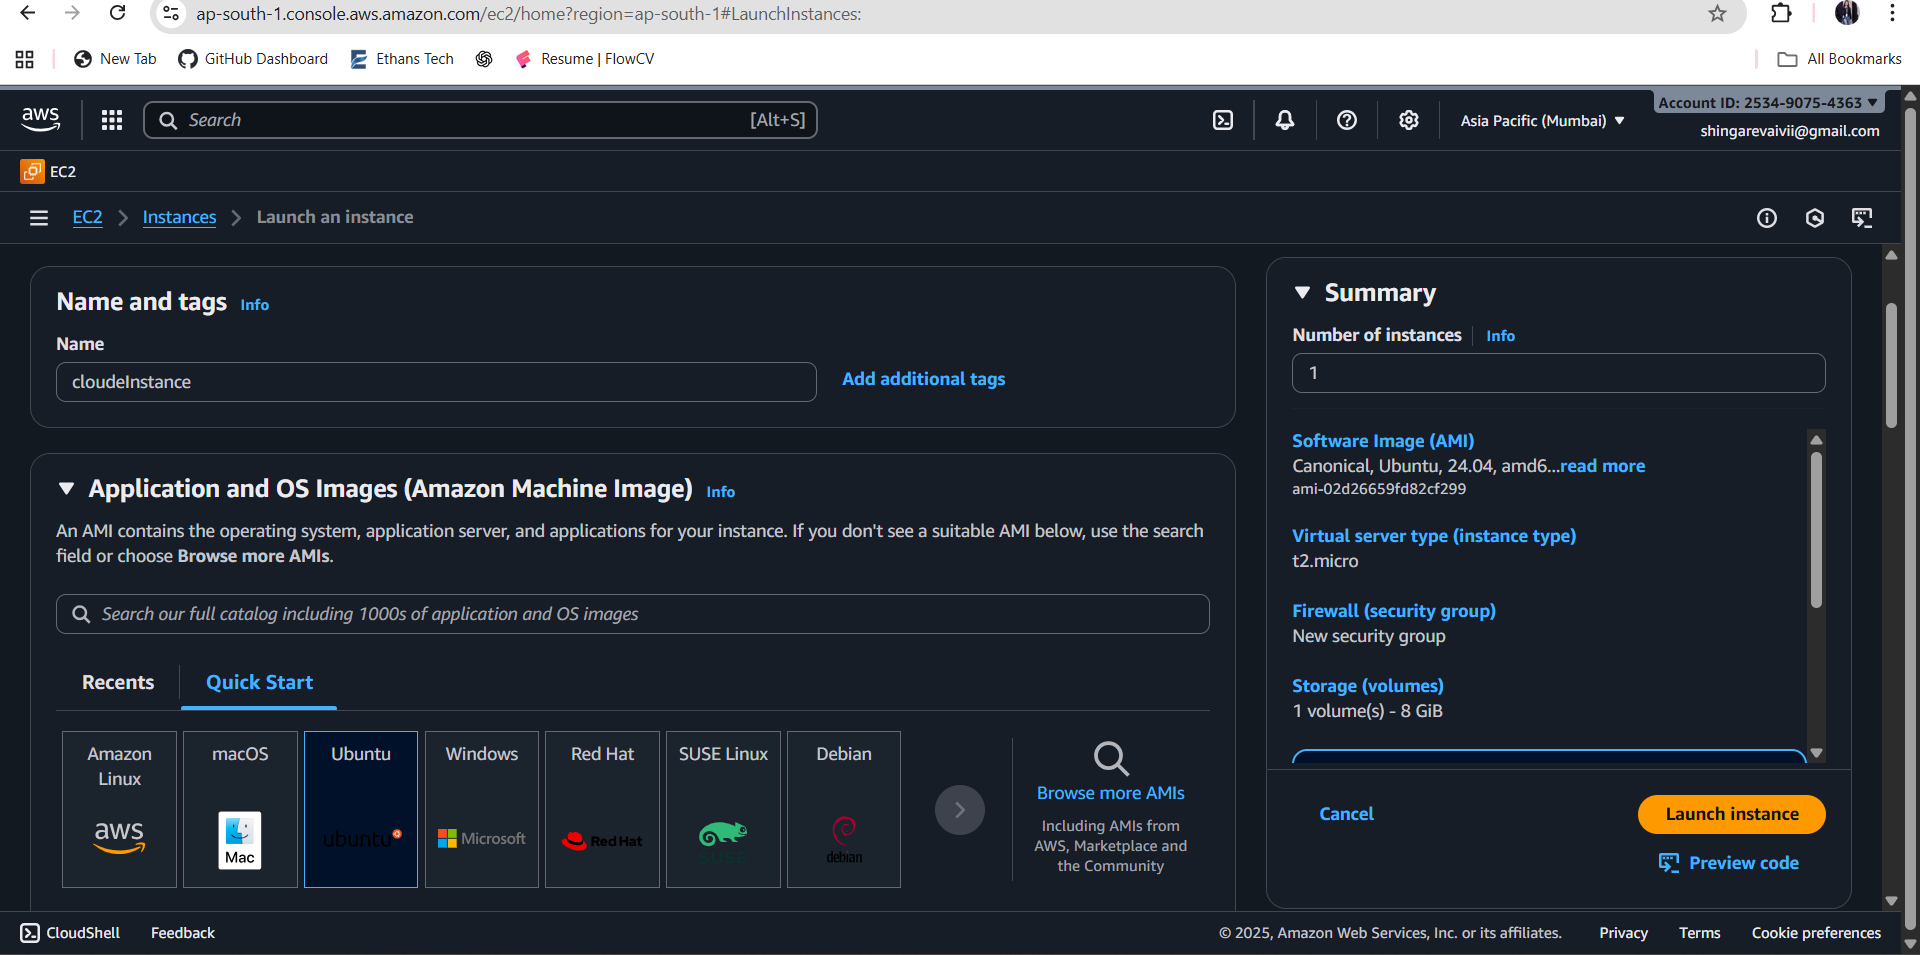 ap-south-1.console.aws.amazon.com/ec2/home?region=ap-south-1#LaunchInstances:
New Tab
GitHub Dashboard
Ethans Tech
Resume | FlowCV
All Bookmarks
aws
Search
[Alt+S]
Asia Pacific (Mumbai)
Account ID: 2534-9075-4363
shingarevaivii@gmail.com
EC2
EC2
Instances
Launch an instance
Name and tags Info
Name
cloudeInstance
Add additional tags
Application and OS Images (Amazon Machine Image) Info
An AMI contains the operating system, application server, and applications for your instance. If you don't see a suitable AMI below, use the search
field or choose Browse more AMIs.
Search our full catalog including 1000s of application and OS images
Recents
Quick Start
Amazon
Linux
aws
macOS
Mac
Ubuntu
ubuntu
Windows
Microsoft
Red Hat
Red Hat
SUSE Linux
SUSE
Debian
debian
Browse more AMIs
Including AMIs from
AWS, Marketplace and
the Community
Summary
Number of instances
Info
1
Software Image (AMI)
Canonical, Ubuntu, 24.04, amd6...read more
ami-02d26659fd82cf299
Virtual server type (instance type)
t2.micro
Firewall (security group)
New security group
Storage (volumes)
1 volume(s) - 8 GiB
Cancel
Launch instance
Preview code
CloudShell
Feedback
© 2025, Amazon Web Services, Inc. or its affiliates.
Privacy
Terms
Cookie preferences